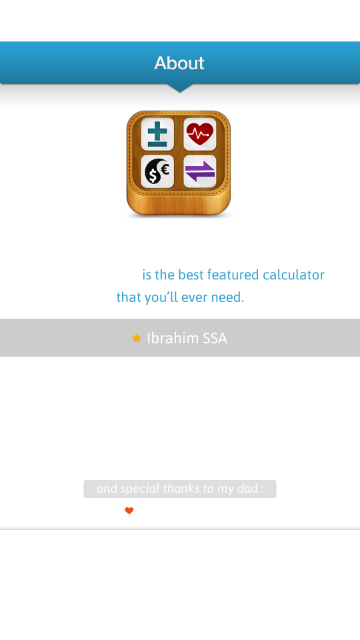 About
is the best featured calculator
that you'll ever need.
Ibrahim SSA
and special thanks to my dad :